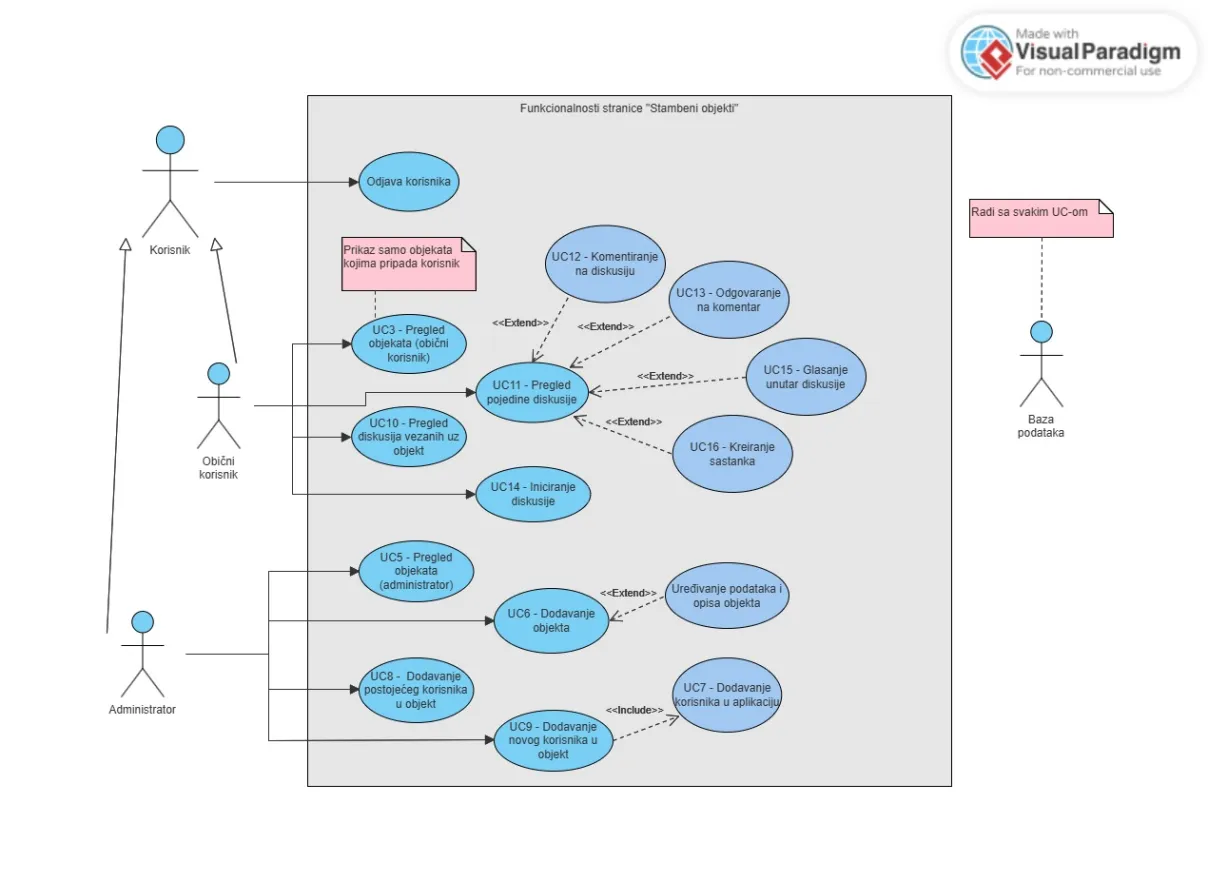 Made with
Visual Paradigm
For non-commercial use
Funkcionalnosti stranice "Stambeni objekti"
Korisnik
Odjava korisnika
Prikaz samo objekata
kojima pripada korisnik
Radi sa svakim UC-om
UC12 - Komentiranje
na diskusiju
UC13 - Odgovaranje
na komentar
<<Extend>>
<<Extend>>
UC3 - Pregled
objekata (obični
korisnik)
UC11 - Pregled
pojedine diskusije
<<Extend>>
UC15 - Glasanje
unutar diskusije
<<Extend>>
UC16 - Kreiranje
sastanka
UC10 - Pregled
diskusija vezanih uz
objekt
Obični
korisnik
Baza
podataka
UC14 - Iniciranje
diskusije
UC5 - Pregled
objekata
(administrator)
UC6 - Dodavanje
objekta
<<Extend>>
Uređivanje podataka i
opisa objekta
Administrator
UC8 -  Dodavanje
postojećeg korisnika
u objekt
UC9 - Dodavanje
novog korisnika u
objekt
<<Include>>
UC7 - Dodavanje
korisnika u aplikaciju